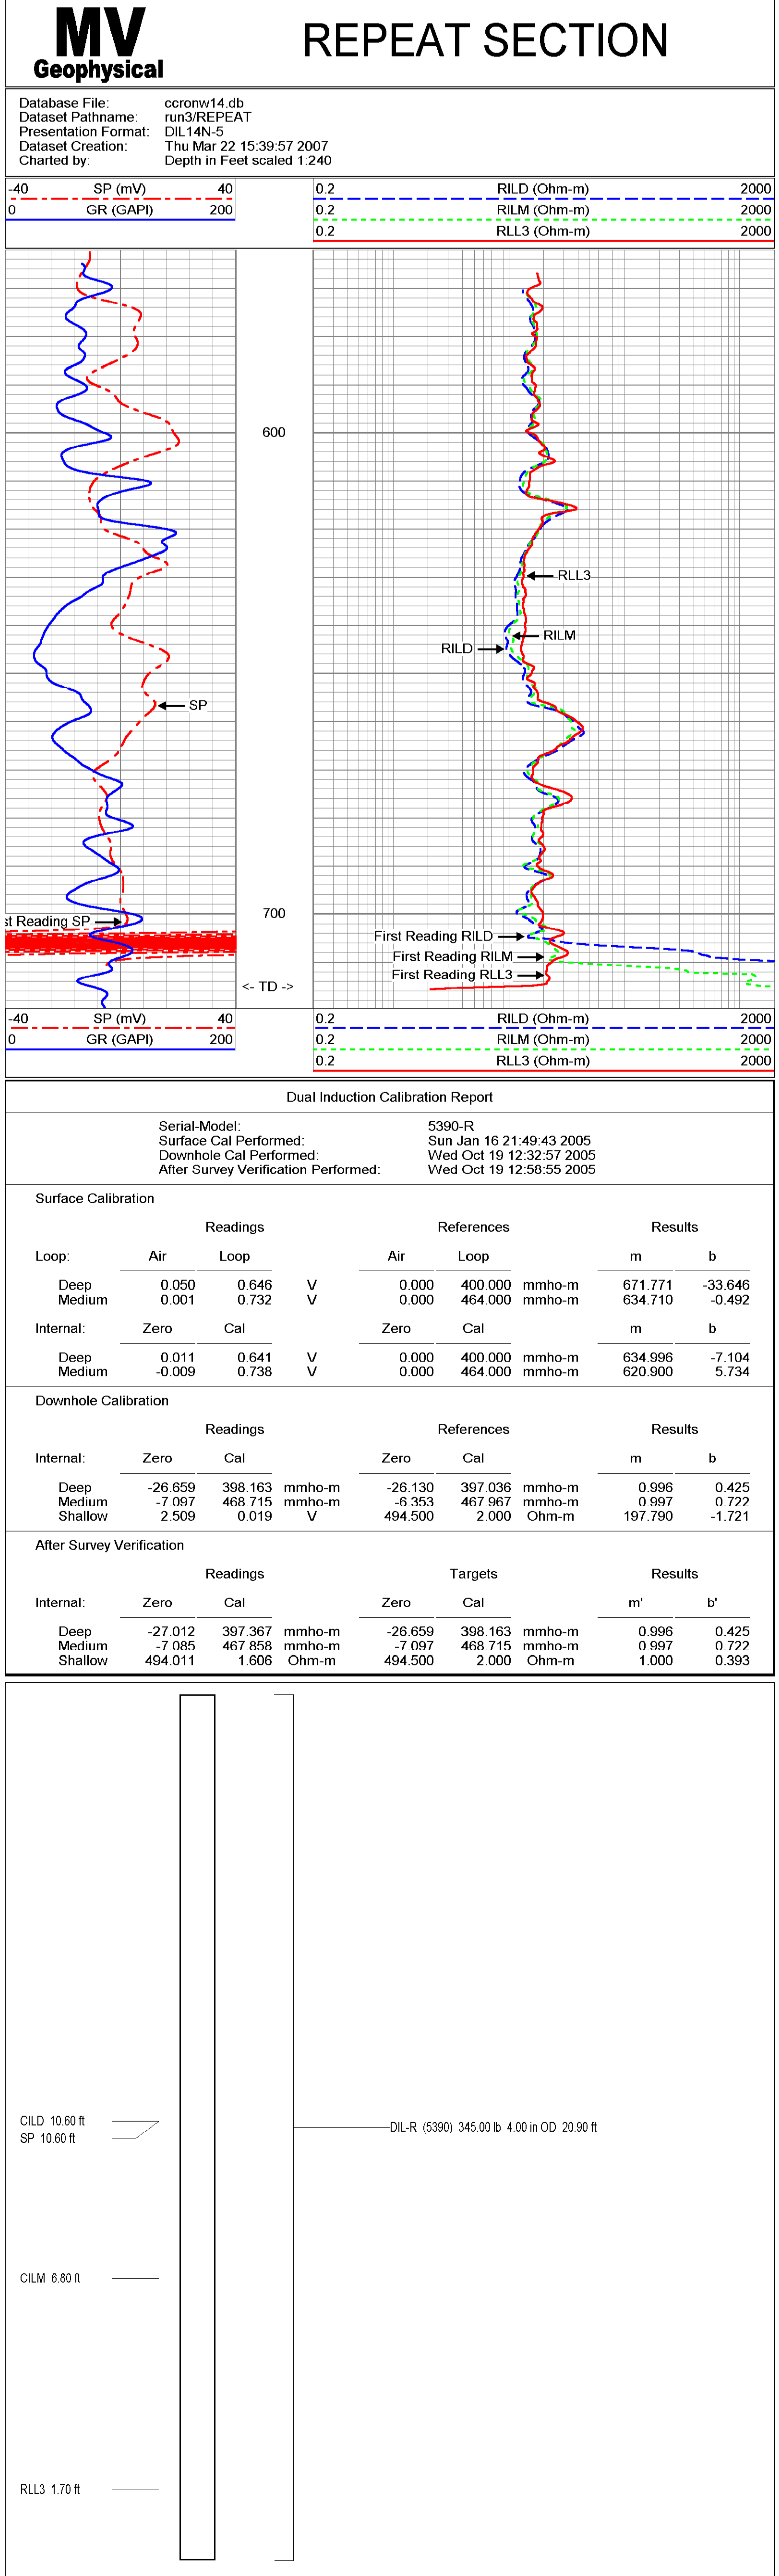 MV
Geophysical
REPEAT SECTION
Database File: ccronw14.db
Dataset Pathname: run3/REPEAT
Presentation Format: DIL14N-5
Dataset Creation: Thu Mar 22 15:39:57 2007
Charted by: Depth in Feet scaled 1:240
-40 SP (mV) 40 0.2 RILD (Ohm-m) 2000
0 GR (GAPI) 200 0.2 RILM (Ohm-m) 2000
0.2 RLL3 (Ohm-m) 2000
600
RLL3
RILM
RILD
SP
700
st Reading SP
First Reading RILD
First Reading RILM
First Reading RLL3
<- TD ->
-40 SP (mV) 40 0.2 RILD (Ohm-m) 2000
0 GR (GAPI) 200 0.2 RILM (Ohm-m) 2000
0.2 RLL3 (Ohm-m) 2000
Dual Induction Calibration Report
Serial-Model: 5390-R
Surface Cal Performed: Sun Jan 16 21:49:43 2005
Downhole Cal Performed: Wed Oct 19 12:32:57 2005
After Survey Verification Performed: Wed Oct 19 12:58:55 2005
Surface Calibration
Readings References Results
Loop: Air Loop Air Loop m b
Deep 0.050 0.646 V 0.000 400.000 mmho-m 671.771 -33.646
Medium 0.001 0.732 V 0.000 464.000 mmho-m 634.710 -0.492
Internal: Zero Cal Zero Cal m b
Deep 0.011 0.641 V 0.000 400.000 mmho-m 634.996 -7.104
Medium -0.009 0.738 V 0.000 464.000 mmho-m 620.900 5.734
Downhole Calibration
Readings References Results
Internal: Zero Cal Zero Cal m b
Deep -26.659 398.163 mmho-m -26.130 397.036 mmho-m 0.996 0.425
Medium -7.097 468.715 mmho-m -6.353 467.967 mmho-m 0.997 0.722
Shallow 2.509 0.019 V 494.500 2.000 Ohm-m 197.790 -1.721
After Survey Verification
Readings Targets Results
Internal: Zero Cal Zero Cal m' b'
Deep -27.012 397.367 mmho-m -26.659 398.163 mmho-m 0.996 0.425
Medium -7.085 467.858 mmho-m -7.097 468.715 mmho-m 0.997 0.722
Shallow 494.011 1.606 Ohm-m 494.500 2.000 Ohm-m 1.000 0.393
CILD 10.60 ft
SP 10.60 ft
DIL-R (5390) 345.00 lb 4.00 in OD 20.90 ft
CILM 6.80 ft
RLL3 1.70 ft